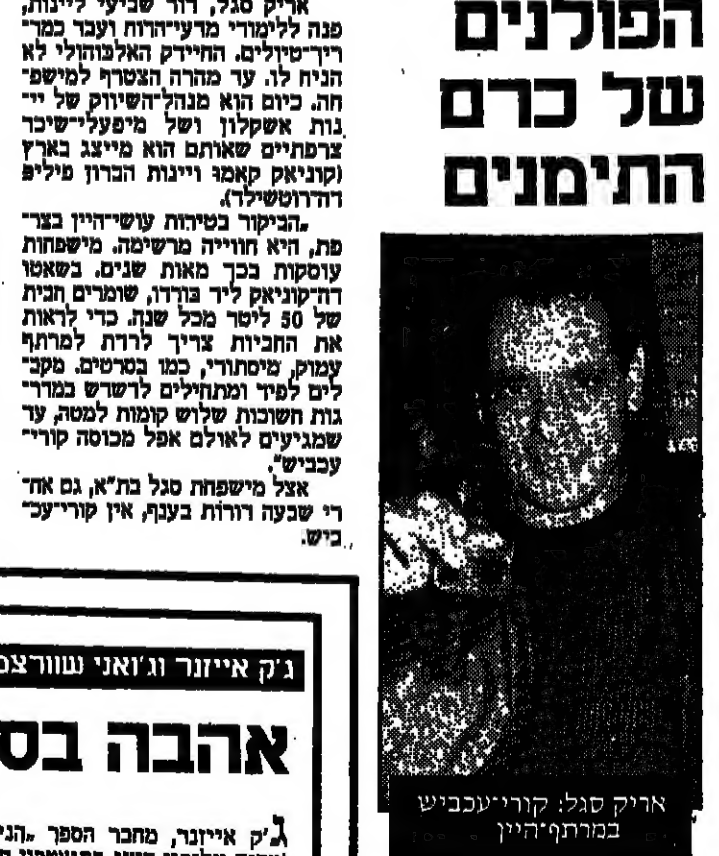 הפולנים
של כרם
התימנים
אריק סגל, דור שביעי ליינות,
פנה ללימודי מדעי־הרוח ועבד כמד־
ריך־טיולים. החיידק האלכוהולי לא
הניח לו. עד מהרה הצטרף למישפ־
חה. כיום הוא מנהל־השיווק של יי־
נות אשקלון ושל מיפעלי־שיכר
צרפתיים שאותם הוא מייצג בארץ
(קוניאק קאמו ויינות הברון פיליפ
דה־רוטשילד).
„הביקור בטירות עושי־היין בצר־
פת, היא חווייה מרשימה. מישפחות
עוסקות בכך מאות שנים. בשאטו
דה־קוניאק ליד בורדו, שומרים חבית
של 50 ליטר מכל שנה. כדי לראות
את החביות צריך לרדת למרתף
עמוק, מיסתורי, כמו בסרטים. מקב־
לים לפיד ומתחילים לדשדש במדר־
גות חשוכות שלוש קומות למטה, עד
שמגיעים לאולם אפל מכוסה קורי־
עכביש".
אצל מישפחת סגל בת"א, גם אח־
רי שבעה דורות בענף, אין קורי־עכ־
ביש.
אריק סגל: קורי־עכביש
במרתף־היין
ג'ק אייזנר וג'ואני שוורצ
אהבה בס
ג'ק אייזנר, מחבר הספר „הני